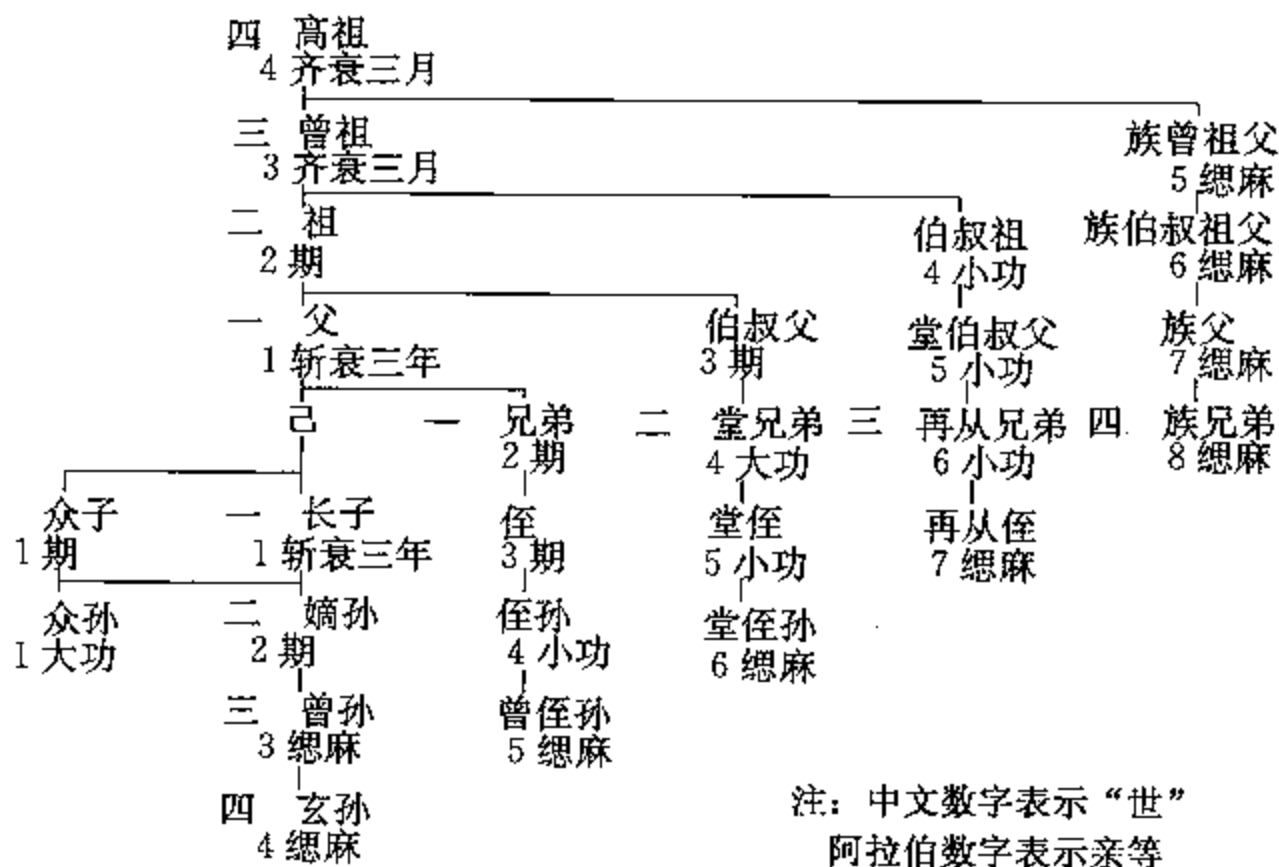 四 高祖
4 齐衰三月
三 曾祖 族曾祖父
3 齐衰三月 5 缌麻
二 祖 伯叔祖 族伯叔祖父
2 期 4 小功 6 缌麻
一 父 伯叔父 堂伯叔父 族父
1 斩衰三年 3 期 5 小功 7 缌麻
己 一 兄弟 二 堂兄弟 三 再从兄弟 四 族兄弟
2 期 4 大功 6 小功 8 缌麻
众子 一 长子 侄 堂侄 再从侄
1 期 1 斩衰三年 3 期 5 小功 7 缌麻
众孙 二 嫡孙 侄孙 堂侄孙
1 大功 2 期 4 小功 6 缌麻
三 曾孙 曾侄孙
3 缌麻 5 缌麻
四 玄孙
4 缌麻
注：中文数字表示“世”
阿拉伯数字表示亲等